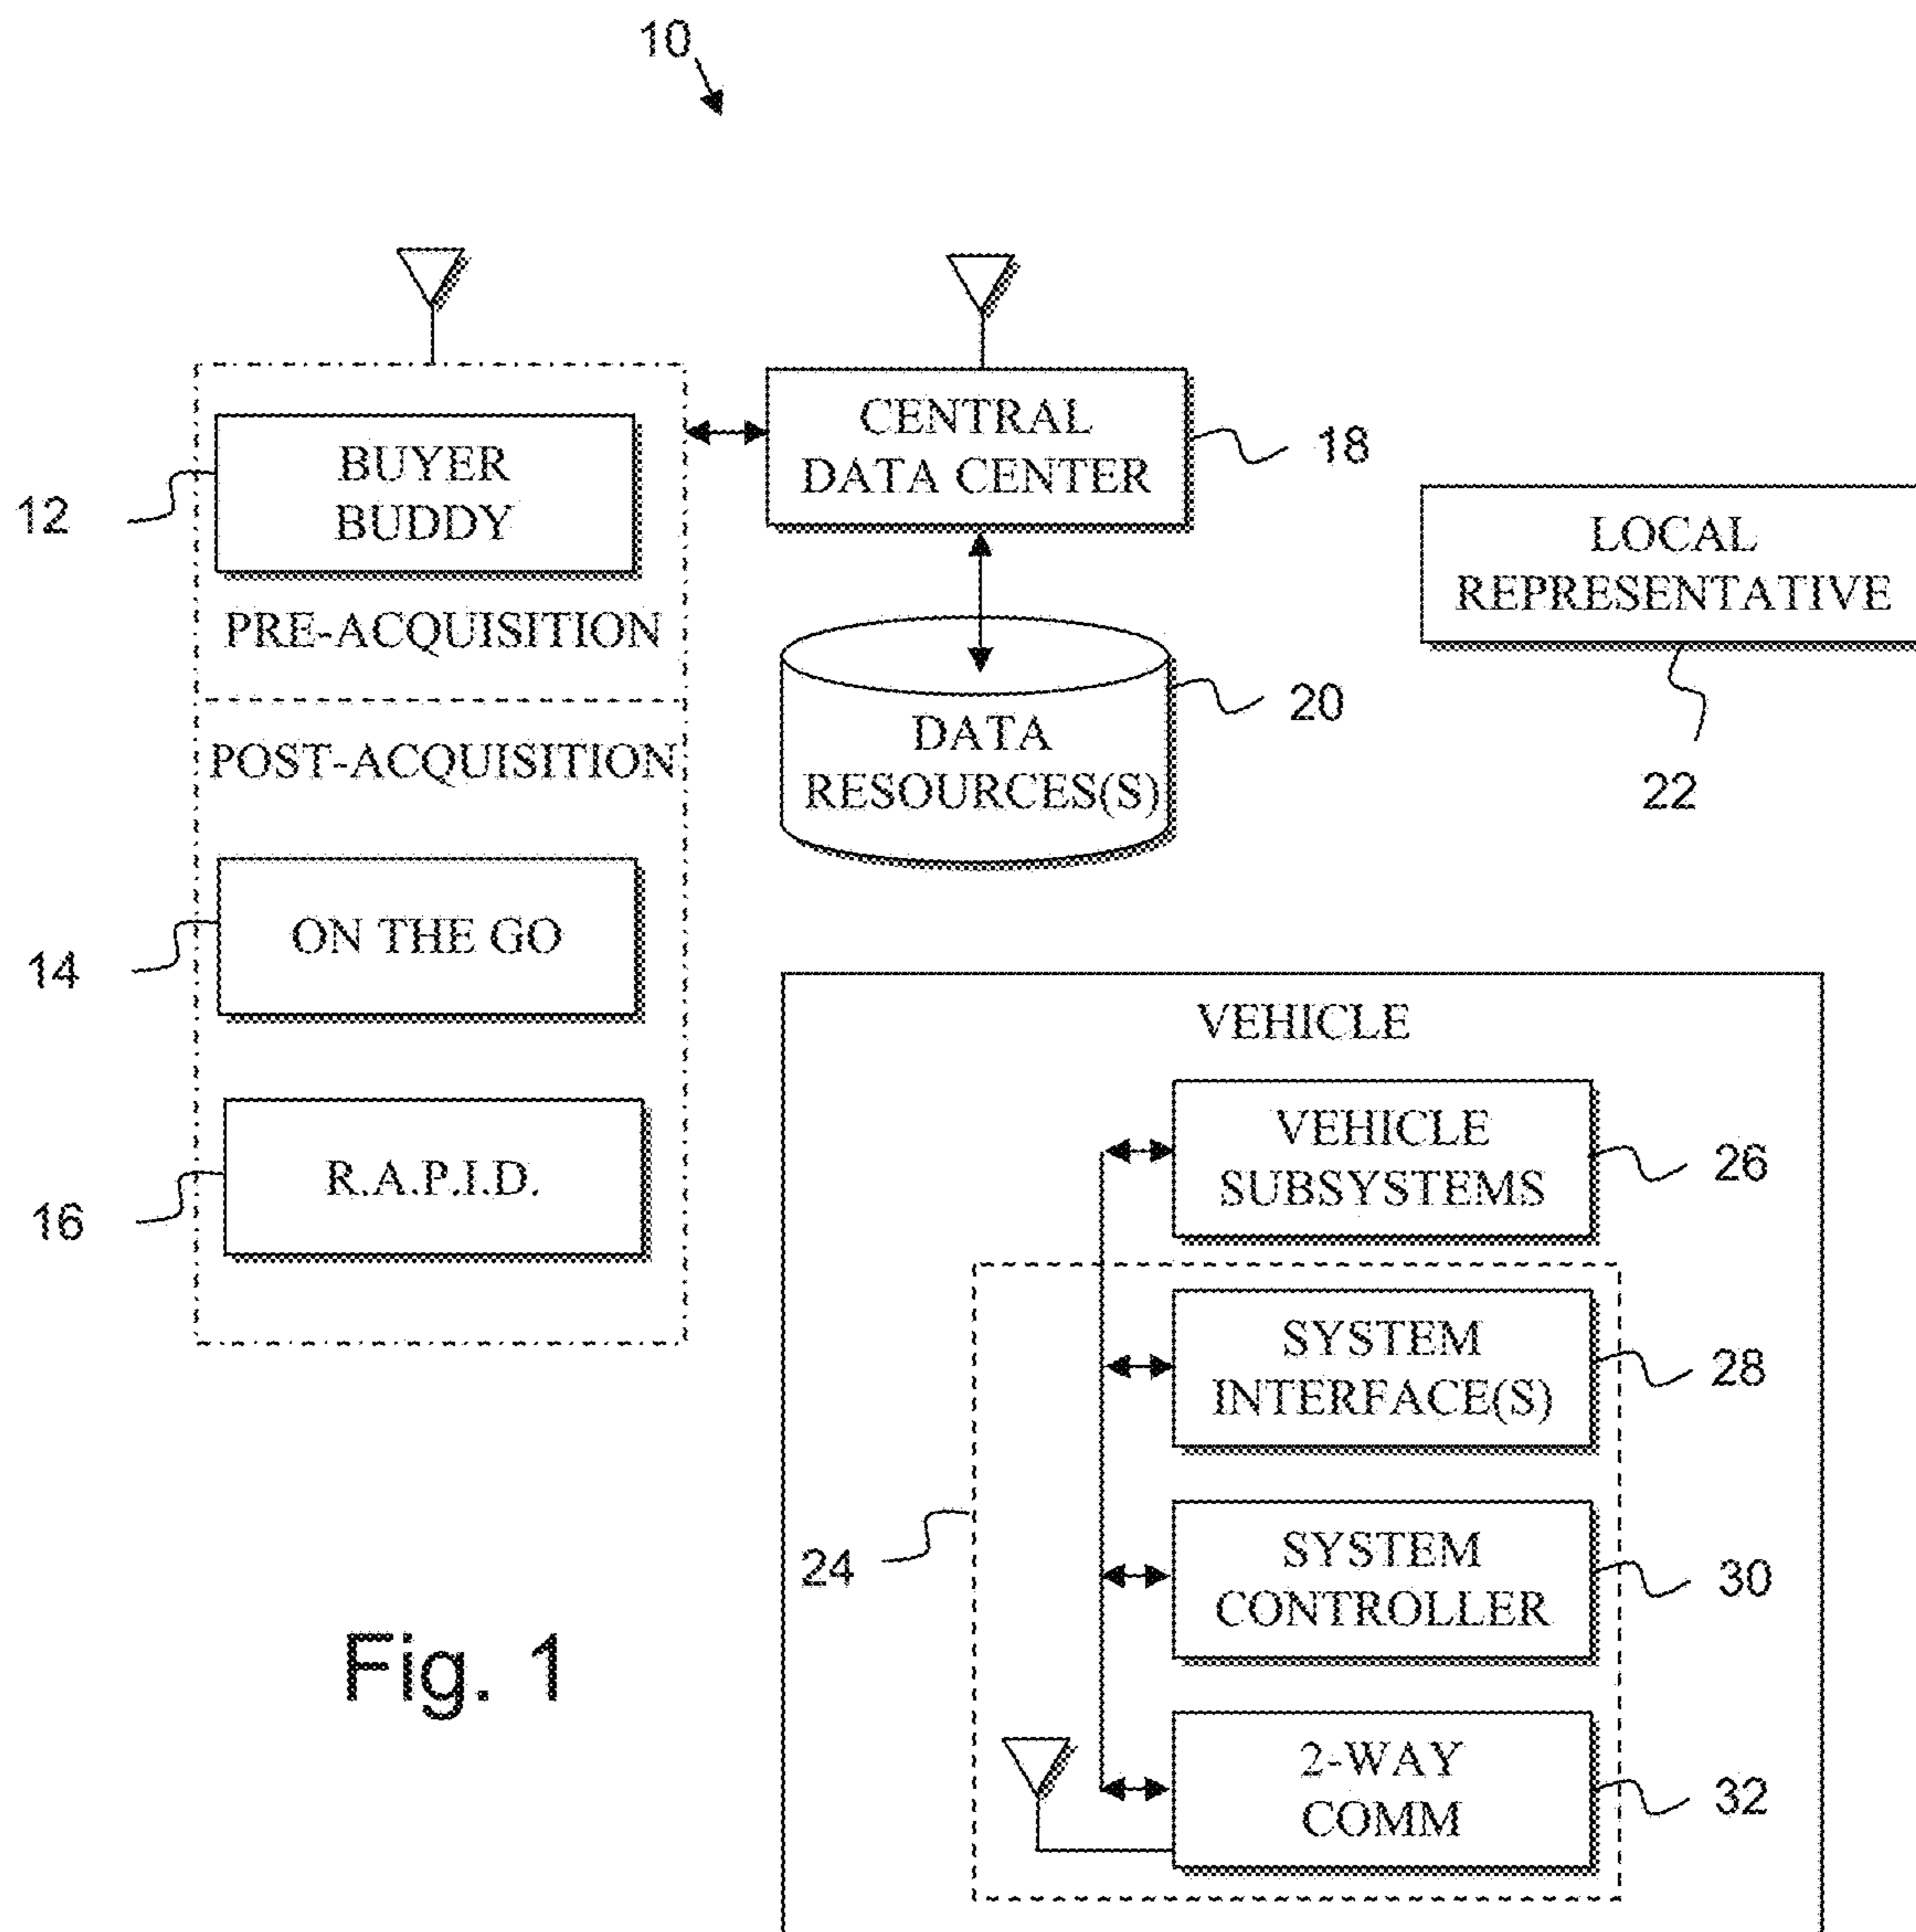 10
BUYER
BUDDY
12
PRE-ACQUISITION
POST-ACQUISITION
ON THE GO
14
R.A.P.I.D.
16
CENTRAL
DATA CENTER
18
DATA
RESOURCES(S)
20
LOCAL
REPRESENTATIVE
22
VEHICLE
VEHICLE
SUBSYSTEMS
26
SYSTEM
INTERFACE(S)
28
24
SYSTEM
CONTROLLER
30
2-WAY
COMM
32
Fig. 1